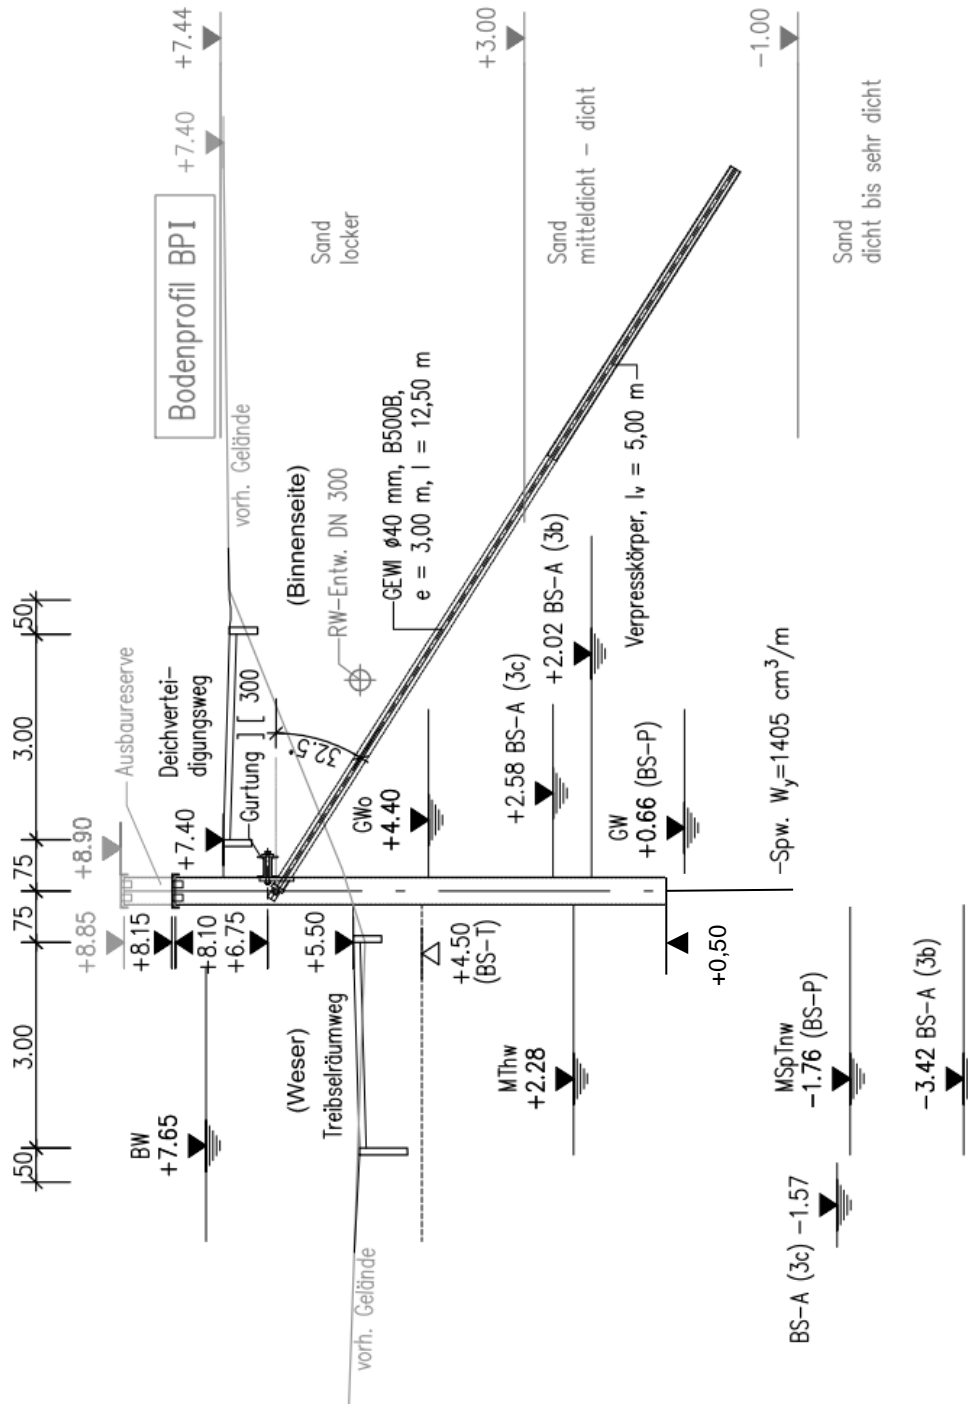 ,50
3.00
75
75
3.00
,50
+7.44
+7.40
Bodenprofil BPI
vorh. Gelände
+3.00
-1.00
Sand
locker
Sand
mitteldicht – dicht
Sand
dicht bis sehr dicht
Ausbaureserve
Deichvertei-
digungsweg
Gurtung ] [ 300
(Binnenseite)
RW-Entw. DN 300
GEWI ø40 mm, B500B,
e = 3,00 m, l = 12,50 m
Verpresskörper, lv = 5,00 m
32.5°
+8.90
+7.40
GWo
+4.40
+2.58 BS-A (3c)
+2.02 BS-A (3b)
GW
+0.66 (BS-P)
Spw. Wy=1405 cm³/m
+8.85
+8.15
+8.10
+6.75
+5.50
+4.50
(BS-T)
+0,50
BW
+7.65
(Weser)
Treibselräumweg
MThw
+2.28
MSpTnw
-1.76 (BS-P)
-3.42 BS-A (3b)
BS-A (3c) -1.57
vorh. Gelände